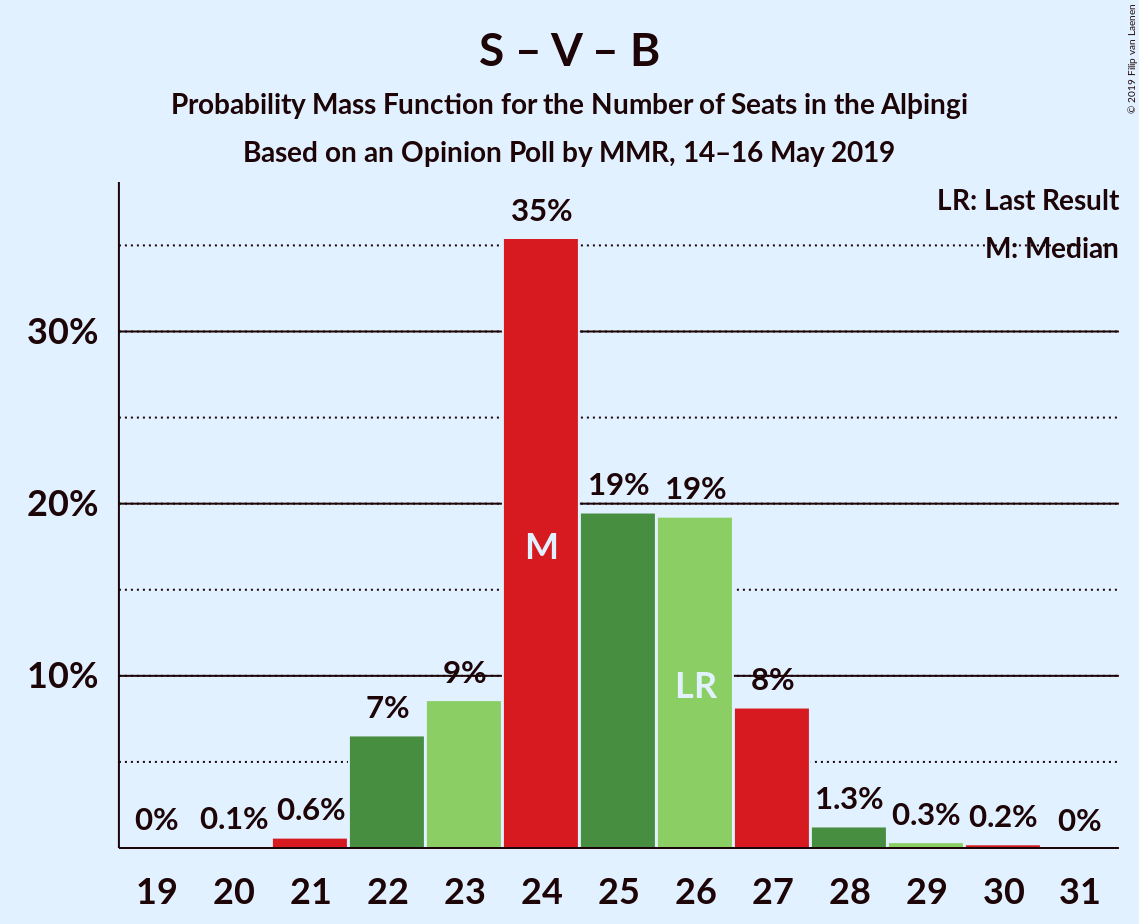 S – V – B
Probability Mass Function for the Number of Seats in the Alþingi
Based on an Opinion Poll by MMR, 14–16 May 2019
© 2019 Filip van Laenen
LR: Last Result
M: Median
30%
20%
10%
0%
0.1%
0.6%
7%
9%
35%
19%
19%
8%
1.3%
0.3%
0.2%
0%
M
LR
19 20 21 22 23 24 25 26 27 28 29 30 31